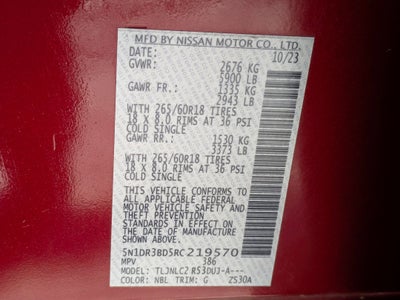 MFD BY NISSAN MOTOR CO., LTD.
DATE: 10/23
GVWR: 2676 KG
5900 LB
GAWR FR.: 1335 KG
2943 LB
WITH 265/60R18 TIRES
18 X 8.0 RIMS AT 36 PSI
COLD SINGLE
GAWR RR.: 1530 KG
3373 LB
WITH 265/60R18 TIRES
18 X 8.0 RIMS AT 36 PSI
COLD SINGLE
THIS VEHICLE CONFORMS TO
ALL APPLICABLE FEDERAL
MOTOR VEHICLE SAFETY AND
THEFT PREVENTION
STANDARDS IN EFFECT ON
THE DATE OF MANUFACTURE
SHOWN ABOVE.
5N1DR3BD5RC219570
MPV 386
MODEL: TLJNLC2 R53DUJ-A---
COLOR: NBL TRIM: G ZS30A